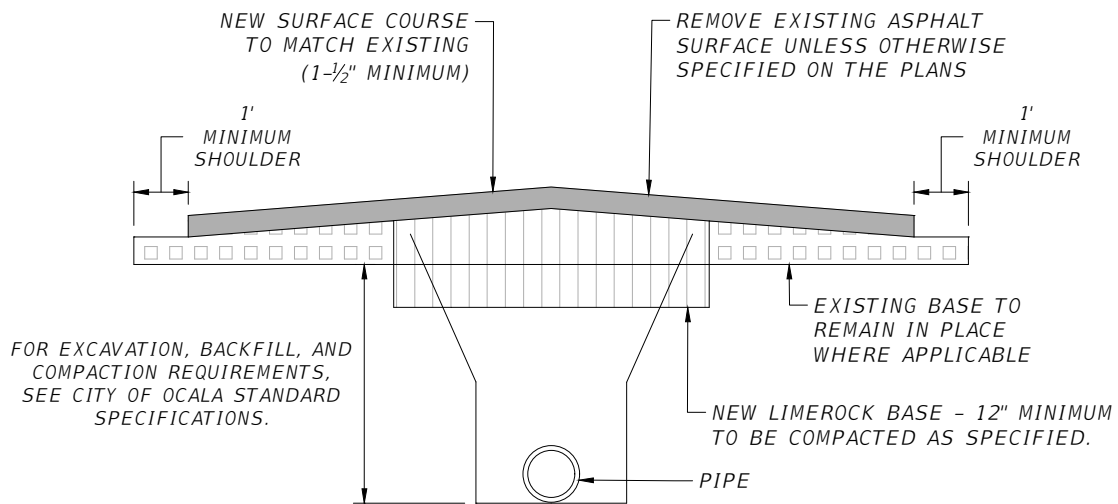 NEW SURFACE COURSE
TO MATCH EXISTING
(1-½" MINIMUM)
REMOVE EXISTING ASPHALT
SURFACE UNLESS OTHERWISE
SPECIFIED ON THE PLANS
1'
MINIMUM
SHOULDER
1'
MINIMUM
SHOULDER
FOR EXCAVATION, BACKFILL, AND
COMPACTION REQUIREMENTS,
SEE CITY OF OCALA STANDARD
SPECIFICATIONS.
EXISTING BASE TO
REMAIN IN PLACE
WHERE APPLICABLE
NEW LIMEROCK BASE - 12" MINIMUM
TO BE COMPACTED AS SPECIFIED.
PIPE